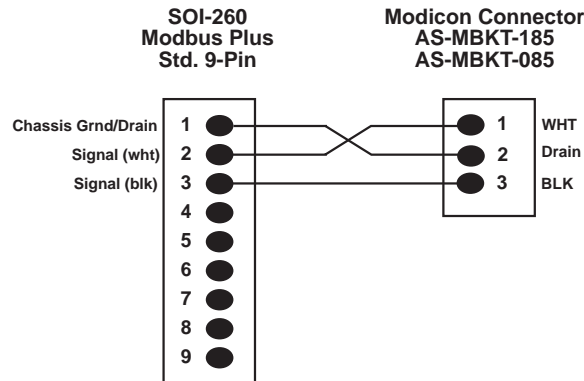 SOI-260
Modbus Plus
Std. 9-Pin
Modicon Connector
AS-MBKT-185
AS-MBKT-085
Chassis Grnd/Drain 1
Signal (wht) 2
Signal (blk) 3
4
5
6
7
8
9
1 WHT
2 Drain
3 BLK